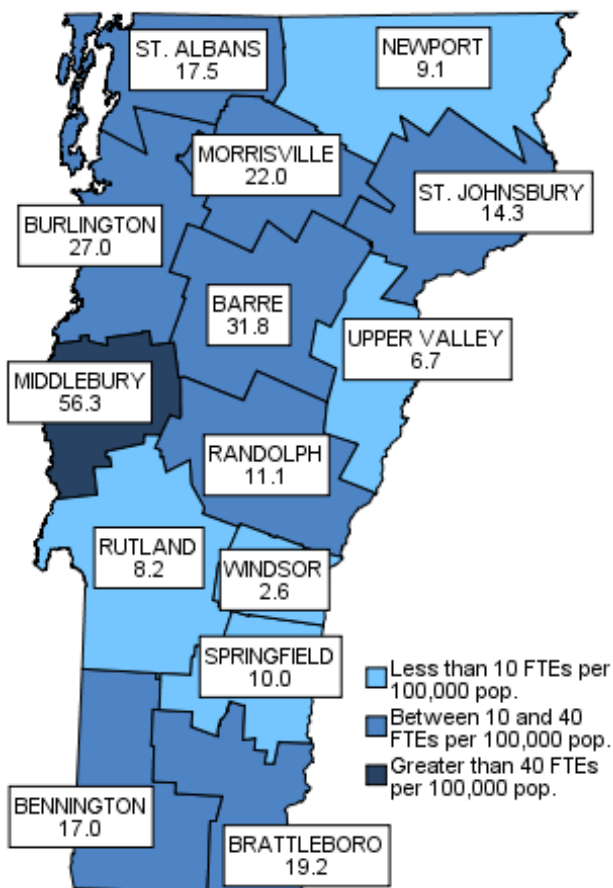 ST. ALBANS
17.5
NEWPORT
9.1
MORRISVILLE
22.0
ST. JOHNSBURY
14.3
BURLINGTON
27.0
BARRE
31.8
UPPER VALLEY
6.7
MIDDLEBURY
56.3
RANDOLPH
11.1
RUTLAND
8.2
WINDSOR
2.6
SPRINGFIELD
10.0
Less than 10 FTEs per
100,000 pop.
Between 10 and 40
FTEs per 100,000 pop.
Greater than 40 FTEs
per 100,000 pop.
BENNINGTON
17.0
BRATTLEBORO
19.2